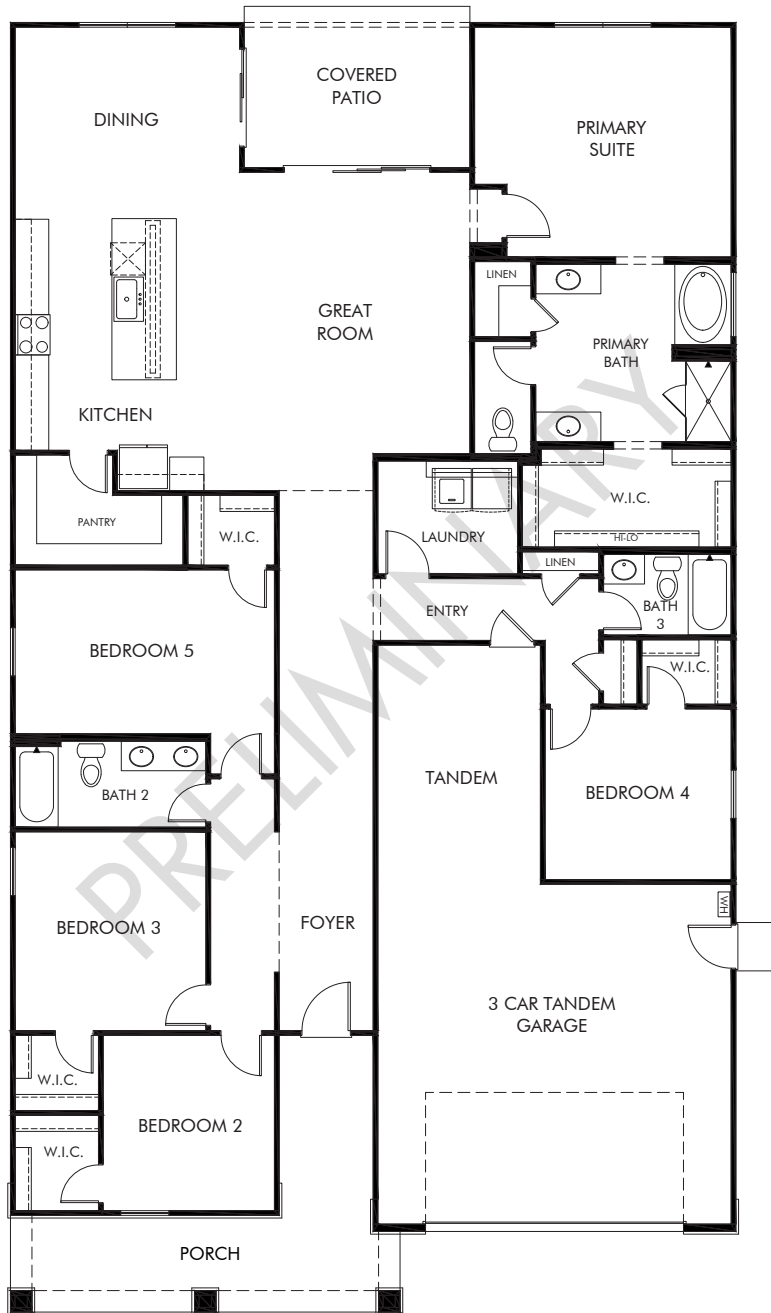 COVERED
PATIO
DINING
PRIMARY
SUITE
LINEN
GREAT
ROOM
PRIMARY
BATH
KITCHEN
PANTRY
W.I.C.
LAUNDRY
W.I.C.
HI-LO
LINEN
ENTRY
BATH
3
BEDROOM 5
W.I.C.
TANDEM
BEDROOM 4
BATH 2
PRELIMINARY
WH
BEDROOM 3
FOYER
3 CAR TANDEM
GARAGE
W.I.C.
BEDROOM 2
W.I.C.
PORCH